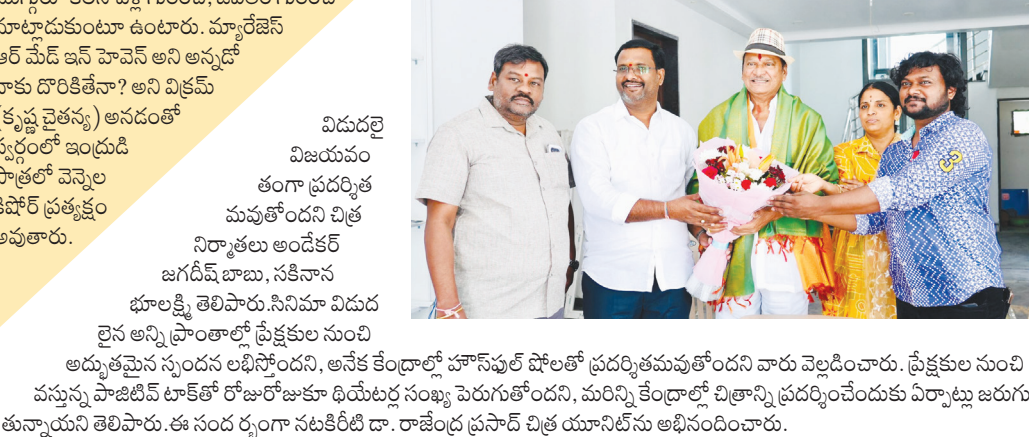 మాట్లాడుకుంటూ ఉంటారు. మ్యారేజెస్
ఆర్ మేడ్ ఇన్ హెవెన్ అని అన్నడో
నాకు దొరికితేనా? అని విక్రమ్
(కృష్ణ చైతన్య) అనడంతో
స్వర్గంలో ఇంద్రుడి
పాత్రలో వెన్నెల
కిషోర్ ప్రత్యక్షం
అవుతారు.
విడుదలై
విజయవం
తంగా ప్రదర్శిత
మవుతోందని చిత్ర
నిర్మాతలు అండేకర్
జగదీష్ బాబు, సకినాన
భూలక్ష్మి తెలిపారు.సినిమా విడుద
లైన అన్ని ప్రాంతాల్లో ప్రేక్షకుల నుంచి
అద్భుతమైన స్పందన లభిస్తోందని, అనేక కేంద్రాల్లో హౌస్‌ఫుల్ షోలతో ప్రదర్శితమవుతోందని వారు వెల్లడించారు. ప్రేక్షకుల నుంచి
వస్తున్న పాజిటివ్ టాక్‌తో రోజురోజుకూ థియేటర్ల సంఖ్య పెరుగుతోందని, మరిన్ని కేంద్రాల్లో చిత్రాన్ని ప్రదర్శించేందుకు ఏర్పాట్లు జరుగు
తున్నాయని తెలిపారు.ఈ సంద ర్భంగా నటకిరీటి డా. రాజేంద్ర ప్రసాద్ చిత్ర యూనిట్‌ను అభినందించారు.